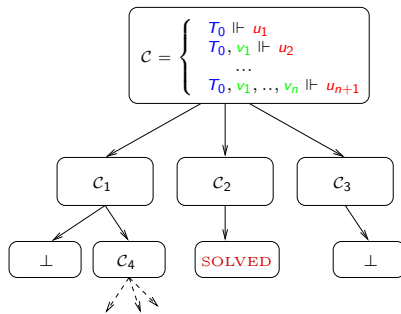 T₀ ⊩ u₁
C = { T₀, v₁ ⊩ u₂
...
T₀, v₁, .., vₙ ⊩ uₙ₊₁
C₁ C₂ C₃
⊥ C₄ SOLVED ⊥